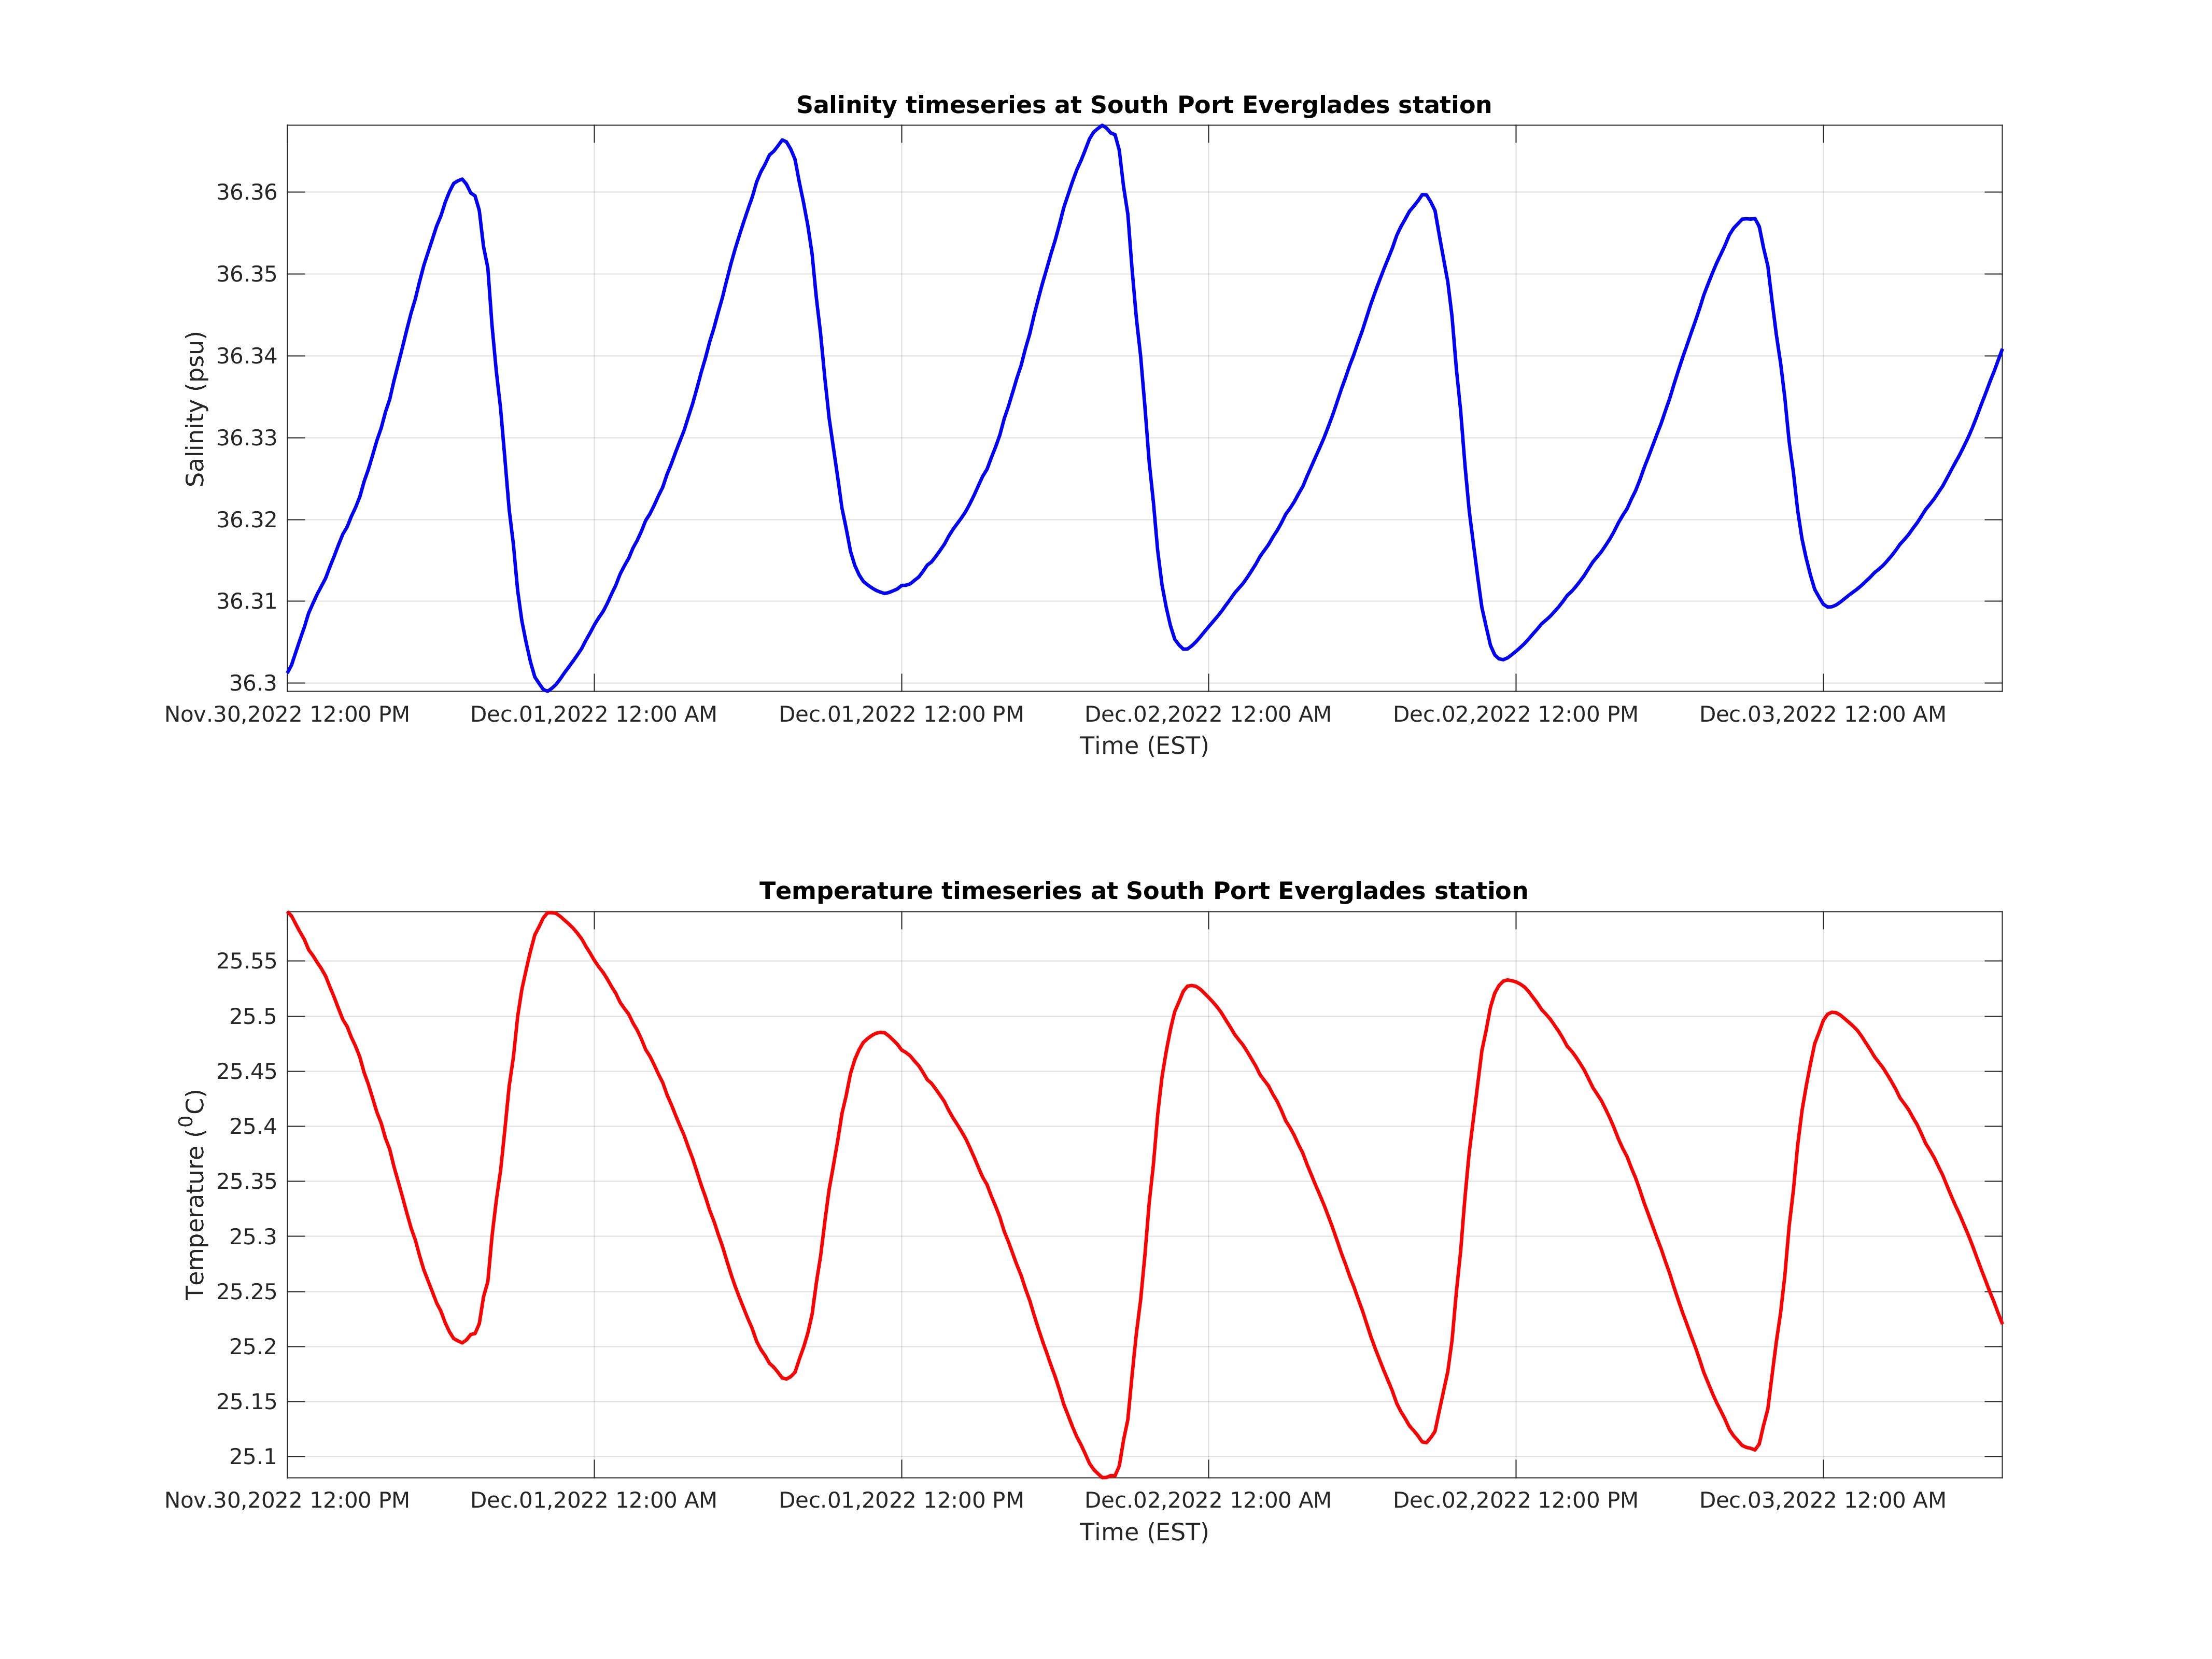 Salinity timeseries at South Port Everglades station
36.36
36.35
36.34
36.33
36.32
36.31
36.3
Salinity (psu)
Nov.30,2022 12:00 PM Dec.01,2022 12:00 AM Dec.01,2022 12:00 PM Dec.02,2022 12:00 AM Dec.02,2022 12:00 PM Dec.03,2022 12:00 AM
Time (EST)
Temperature timeseries at South Port Everglades station
25.55
25.5
25.45
25.4
25.35
25.3
25.25
25.2
25.15
25.1
Temperature (⁰C)
Nov.30,2022 12:00 PM Dec.01,2022 12:00 AM Dec.01,2022 12:00 PM Dec.02,2022 12:00 AM Dec.02,2022 12:00 PM Dec.03,2022 12:00 AM
Time (EST)